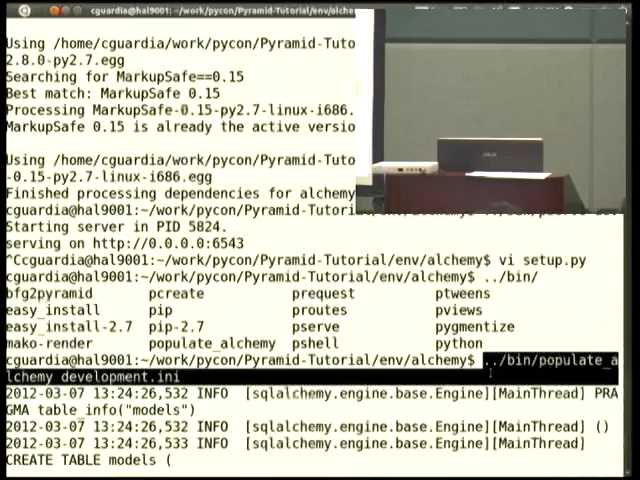 cguardia@hal9001: ~/work/pycon/Pyramid-Tutorial/env/alche
Using /home/cguardia/work/pycon/Pyramid-Tuto
2.8.0-py2.7.egg
Searching for MarkupSafe==0.15
Best match: MarkupSafe 0.15
Processing MarkupSafe-0.15-py2.7-linux-i686.
MarkupSafe 0.15 is already the active versio
Using /home/cguardia/work/pycon/Pyramid-Tuto
-0.15-py2.7-linux-i686.egg
Finished processing dependencies for alchemy
cguardia@hal9001:~/work/pycon/Pyramid-Tutorial/env/alchemy$
Starting server in PID 5824.
serving on http://0.0.0.0:6543
^Ccguardia@hal9001:~/work/pycon/Pyramid-Tutorial/env/alchemy$ vi setup.py
cguardia@hal9001:~/work/pycon/Pyramid-Tutorial/env/alchemy$ ../bin/
bfg2pyramid pcreate prequest ptweens
easy_install pip proutes pviews
easy_install-2.7 pip-2.7 pserve pygmentize
mako-render populate_alchemy pshell python
cguardia@hal9001:~/work/pycon/Pyramid-Tutorial/env/alchemy$ ../bin/populate_a
lchemy development.ini
2012-03-07 13:24:26,532 INFO [sqlalchemy.engine.base.Engine][MainThread] PRA
GMA table_info("models")
2012-03-07 13:24:26,532 INFO [sqlalchemy.engine.base.Engine][MainThread] ()
2012-03-07 13:24:26,533 INFO [sqlalchemy.engine.base.Engine][MainThread]
CREATE TABLE models (